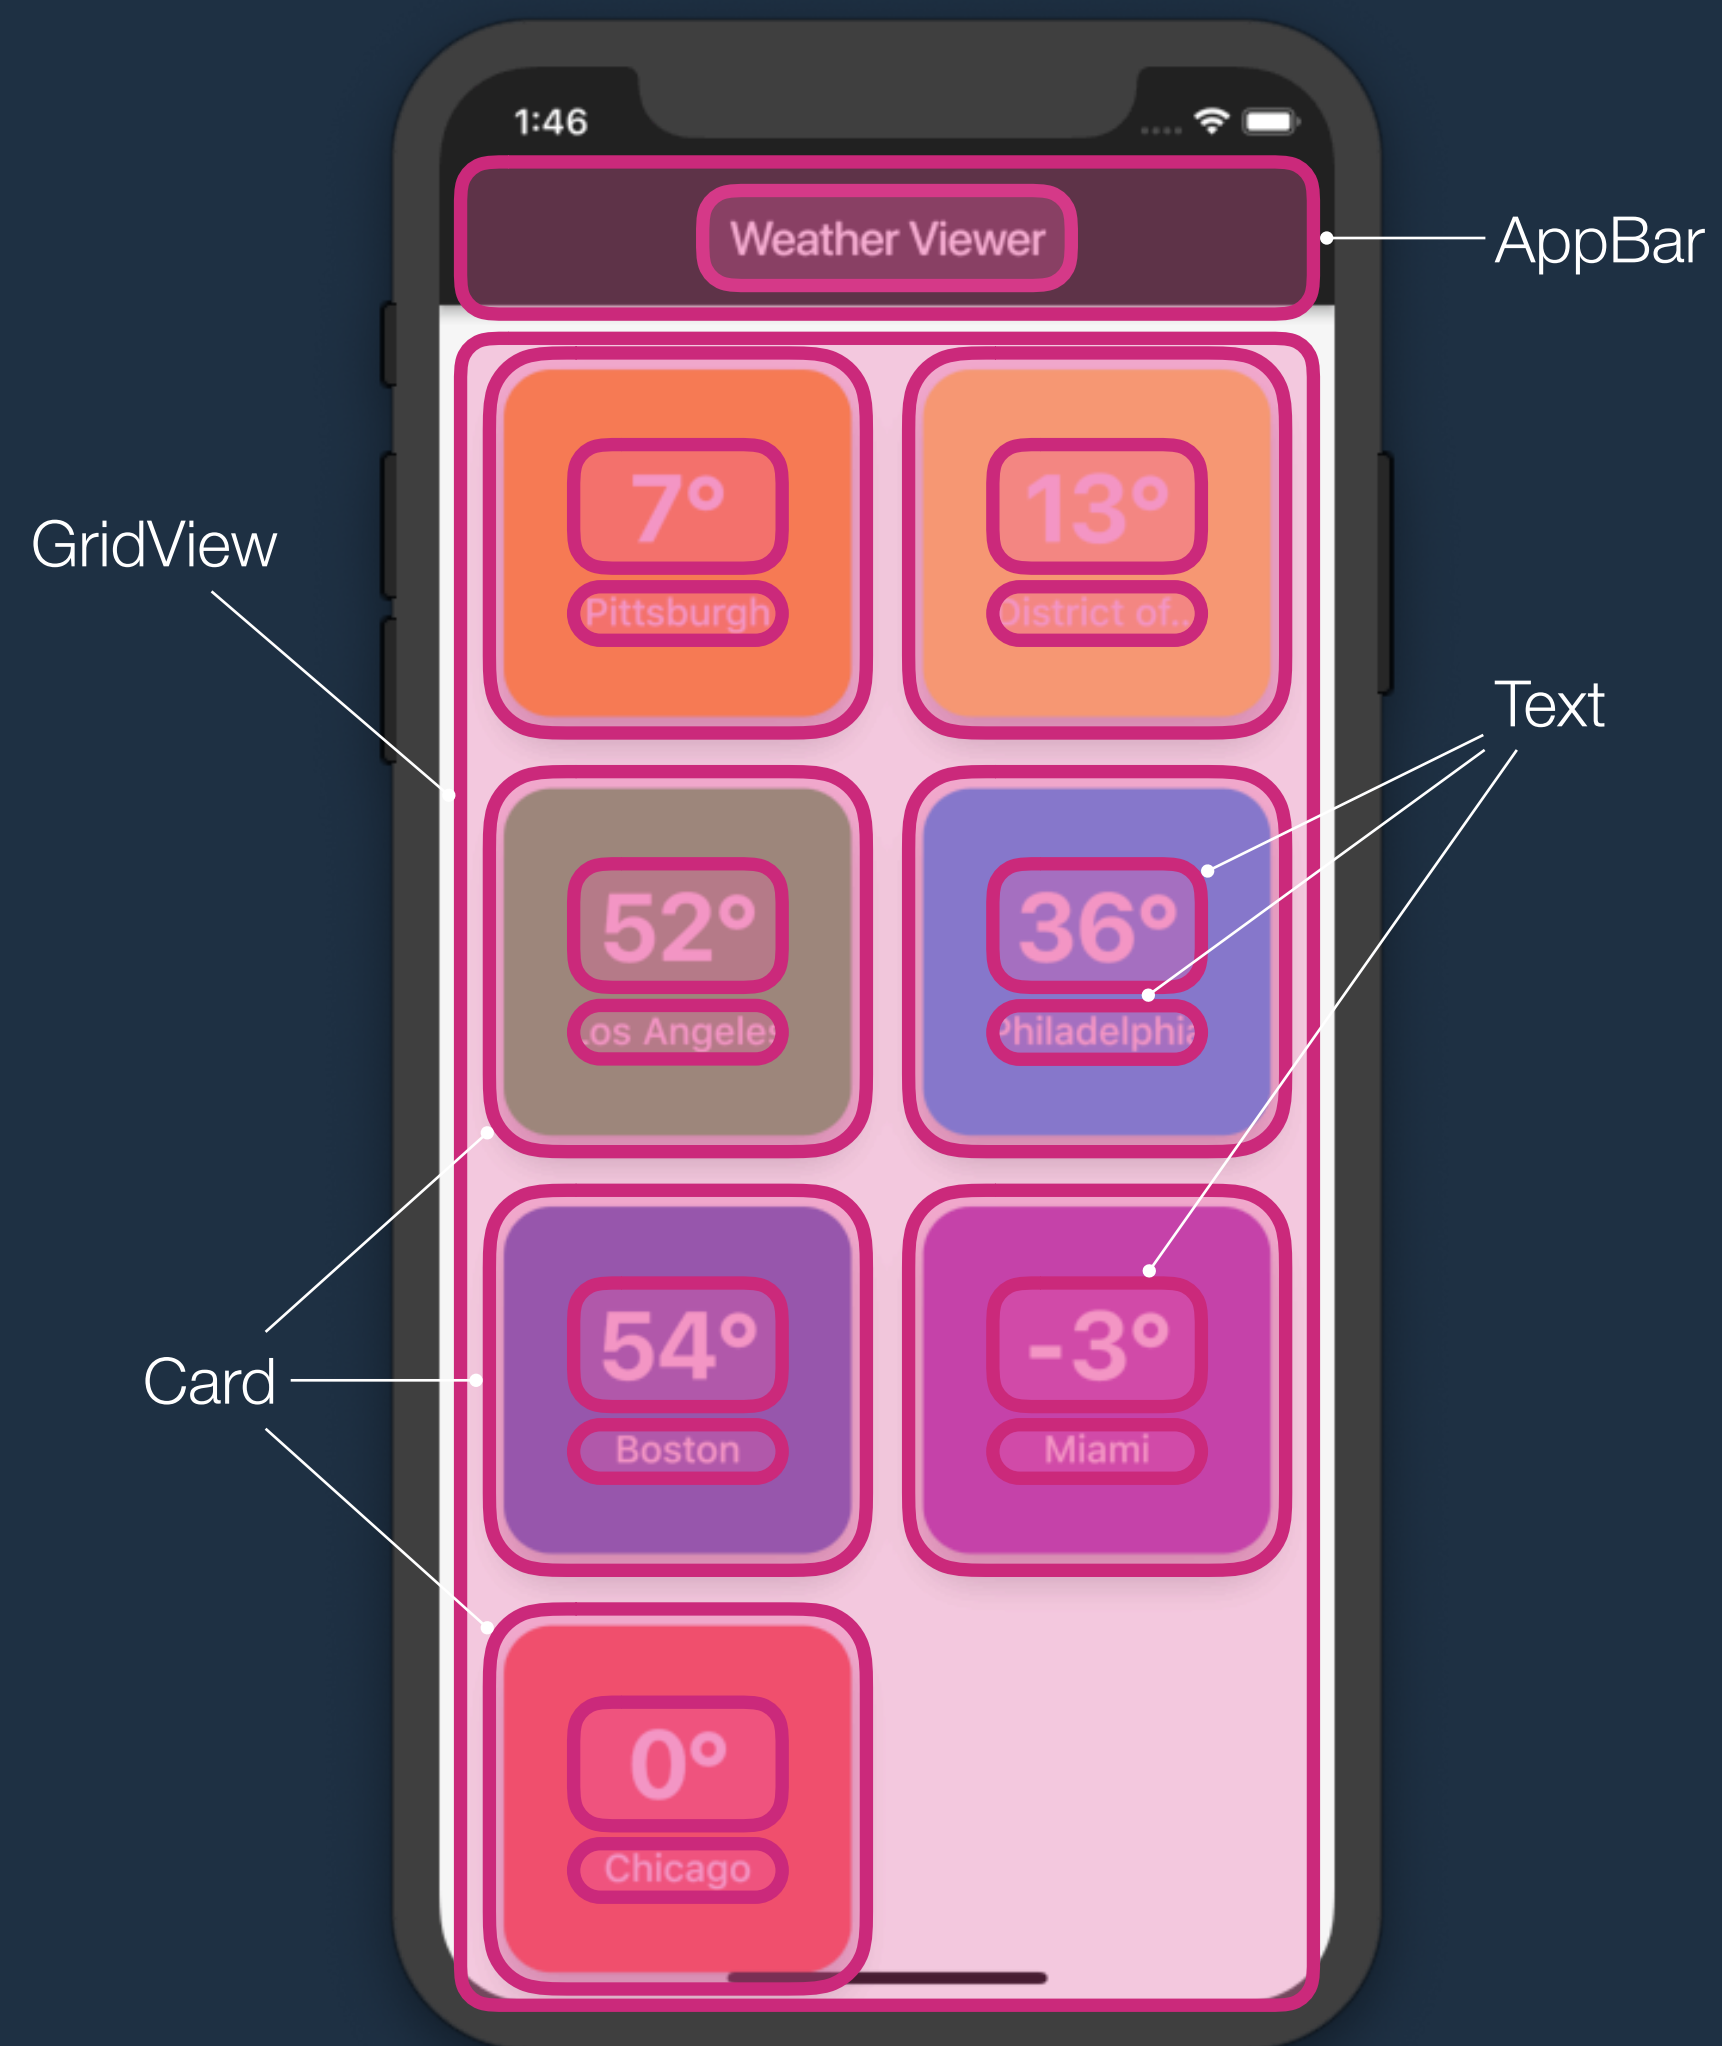 1:46
Weather Viewer
AppBar
GridView
7°
Pittsburgh
13°
District of...
Text
52°
Los Angeles
36°
Philadelphia
Card
54°
Boston
-3°
Miami
0°
Chicago